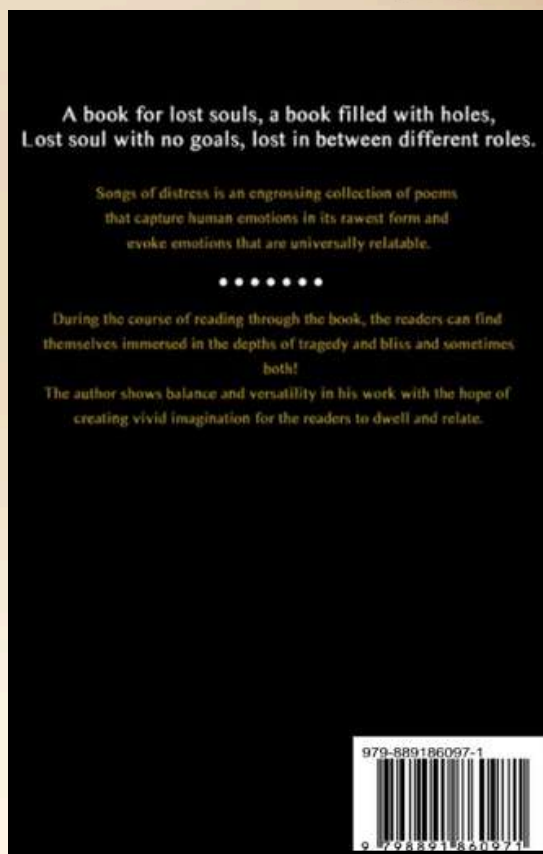 A book for lost souls, a book filled with holes,
Lost soul with no goals, lost in between different roles.
Songs of distress is an engrossing collection of poems
that capture human emotions in its rawest form and
evoke emotions that are universally relatable.
During the course of reading through the book, the readers can find
themselves immersed in the depths of tragedy and bliss and sometimes
both!
The author shows balance and versatility in his work with the hope of
creating vivid imagination for the readers to dwell and relate.
979-889186097-1
9 798891 860971